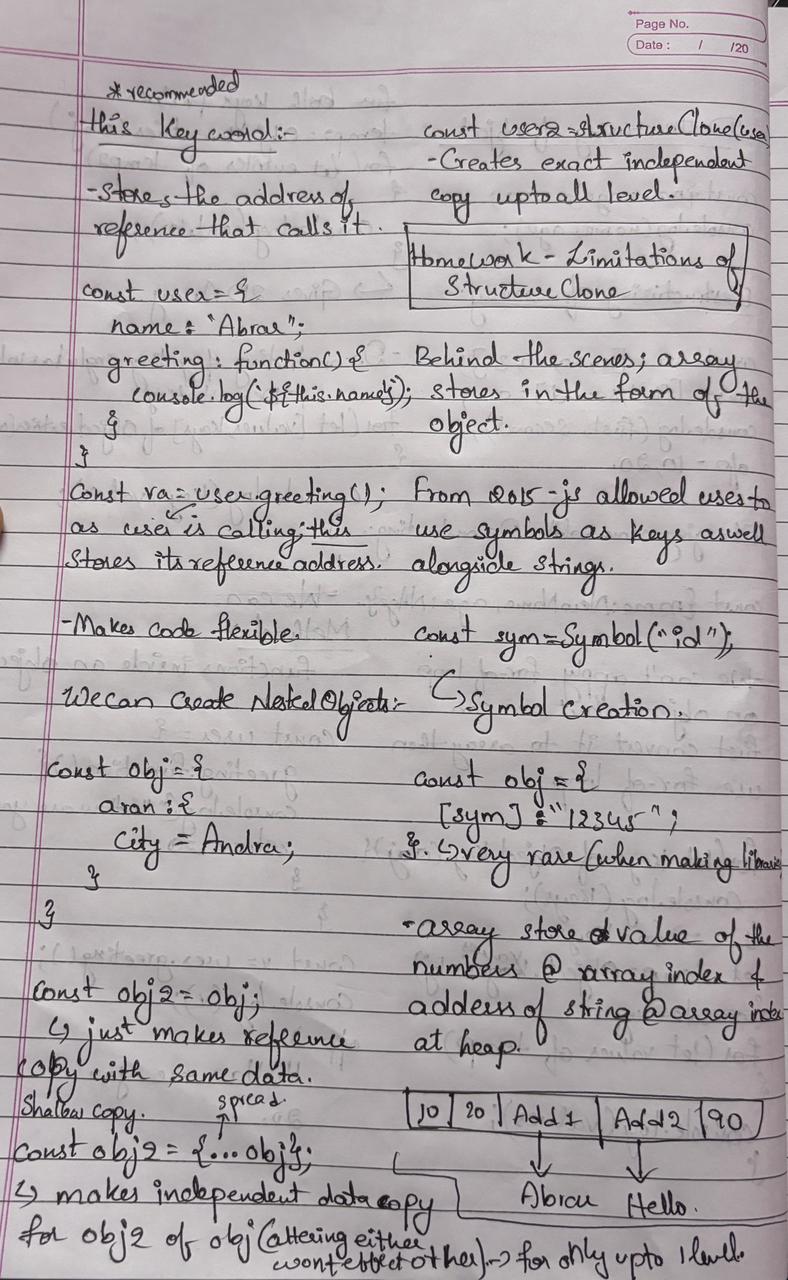 Page No.
Date : / /20
*recommended
this Keyword:-
-Stores the address of
reference that calls it.
const user = {
name : "Abrar";
greeting : function() {
console.log(`${this.name}`);
}
}
Const va = user.greeting();
as user is calling; this
Stores its reference address.
-Makes code flexible.
We can create Nested Objects:-
const obj = {
aran : {
city = Andra;
}
}
const obj2 = obj;
↳ just makes reference
copy with same data.
Shallow copy.
spread.
const obj2 = {...obj};
↳ makes independent data copy
for obj2 of obj (altering either
wont effect other) → for only upto 1 level.
const user2 = structureClone(use
-Creates exact independent
copy upto all level.
Homework - Limitations of
StructureClone
Behind the scenes; array
stores in the form of the
object.
From 2015 - js allowed uses to
use symbols as keys aswell
alongside strings.
const sym = Symbol("id");
↳ Symbol creation.
const obj = {
[sym] : "12345";
}. ↳ very rare (when making libraries
- array store value of the
numbers @ array index &
address of string @ array index
at heap.
10 20 Add1 Add2 90
Abrar Hello.